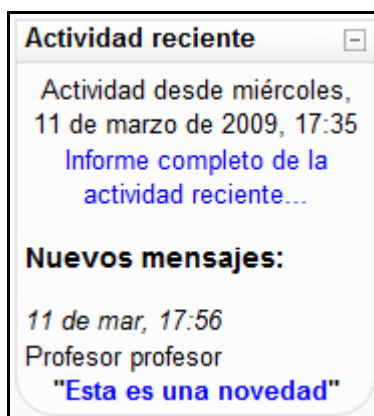 Actividad reciente
Actividad desde miércoles,
11 de marzo de 2009, 17:35
Informe completo de la
actividad reciente...
Nuevos mensajes:
11 de mar, 17:56
Profesor profesor
"Esta es una novedad"